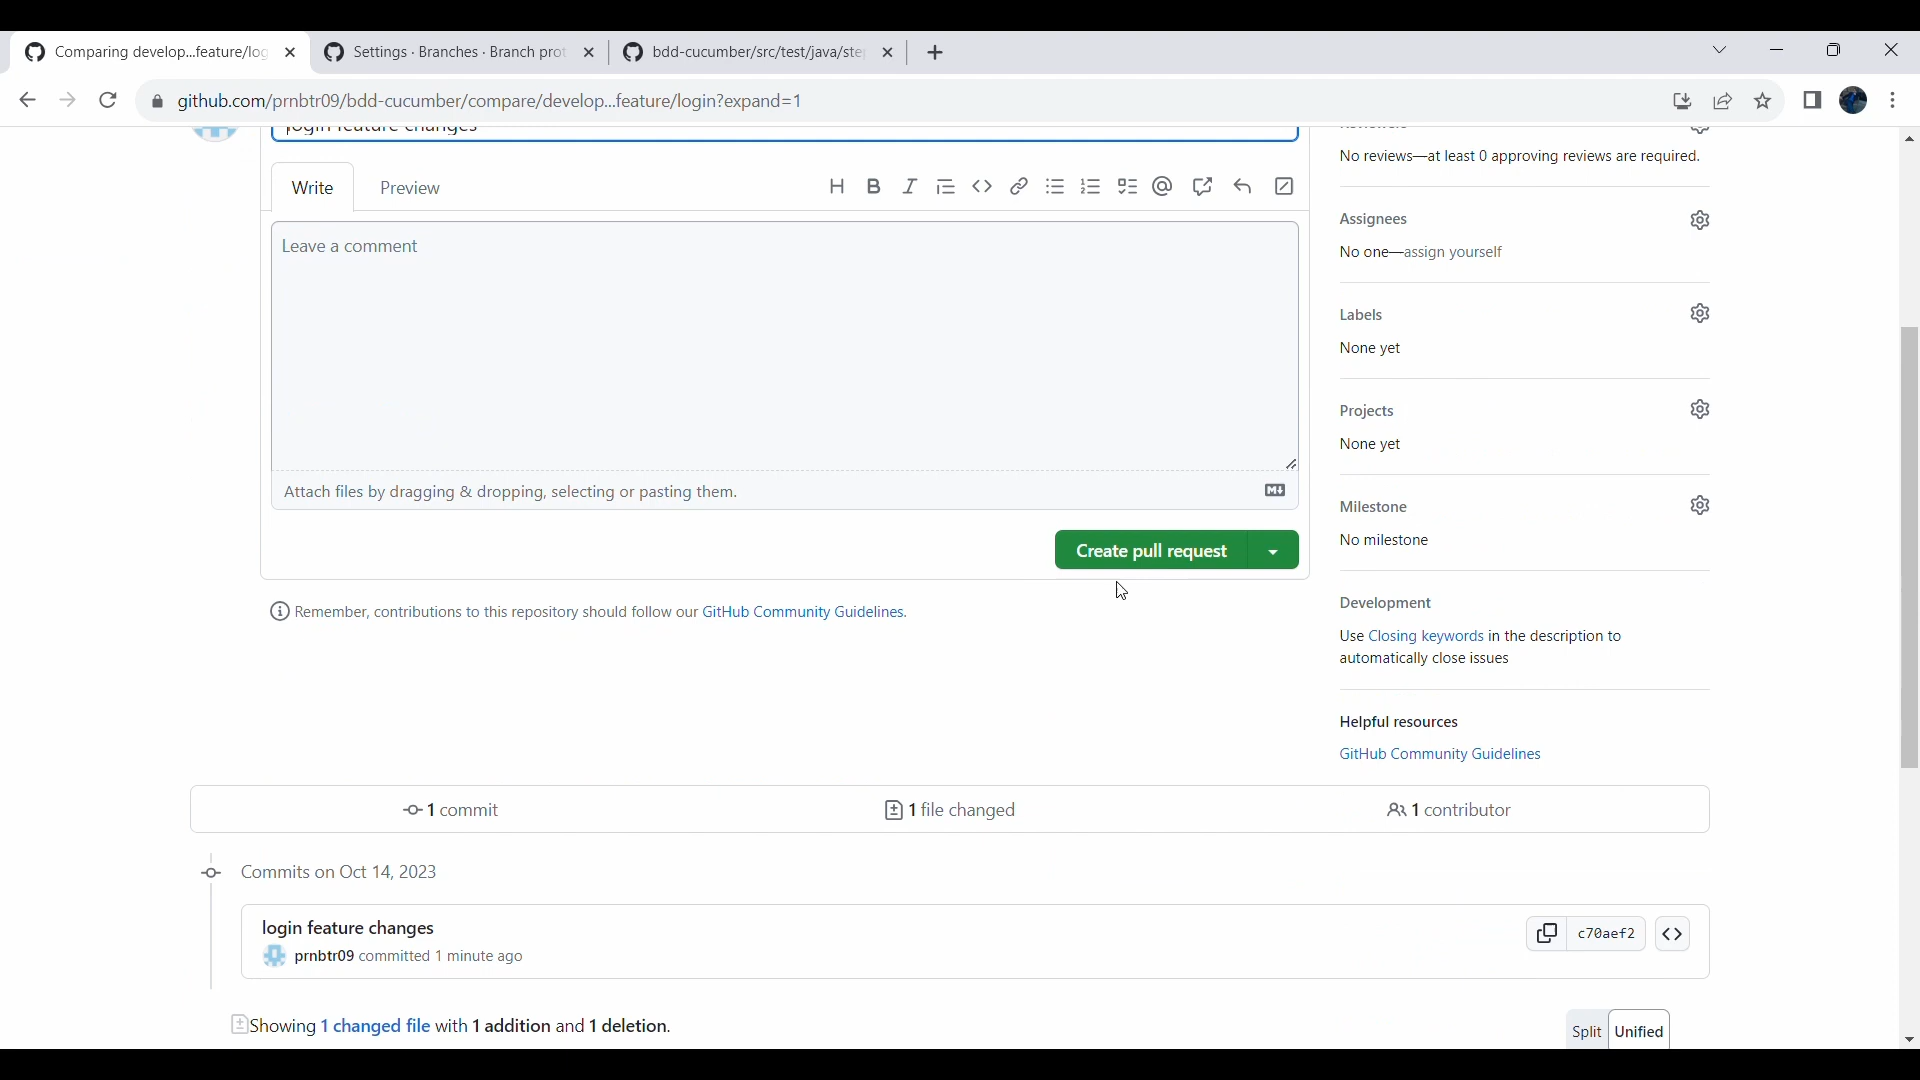 Comparing develop...feature/log
Settings · Branches · Branch prot
bdd-cucumber/src/test/java/ste
github.com/prnbtr09/bdd-cucumber/compare/develop...feature/login?expand=1
login feature changes
Reviewers
No reviews—at least 0 approving reviews are required.
Write
Preview
Leave a comment
Attach files by dragging & dropping, selecting or pasting them.
Create pull request
Remember, contributions to this repository should follow our GitHub Community Guidelines.
Assignees
No one—assign yourself
Labels
None yet
Projects
None yet
Milestone
No milestone
Development
Use Closing keywords in the description to
automatically close issues
Helpful resources
GitHub Community Guidelines
1 commit
1 file changed
1 contributor
Commits on Oct 14, 2023
login feature changes
prnbtr09 committed 1 minute ago
c70aef2
Showing 1 changed file with 1 addition and 1 deletion.
Split
Unified